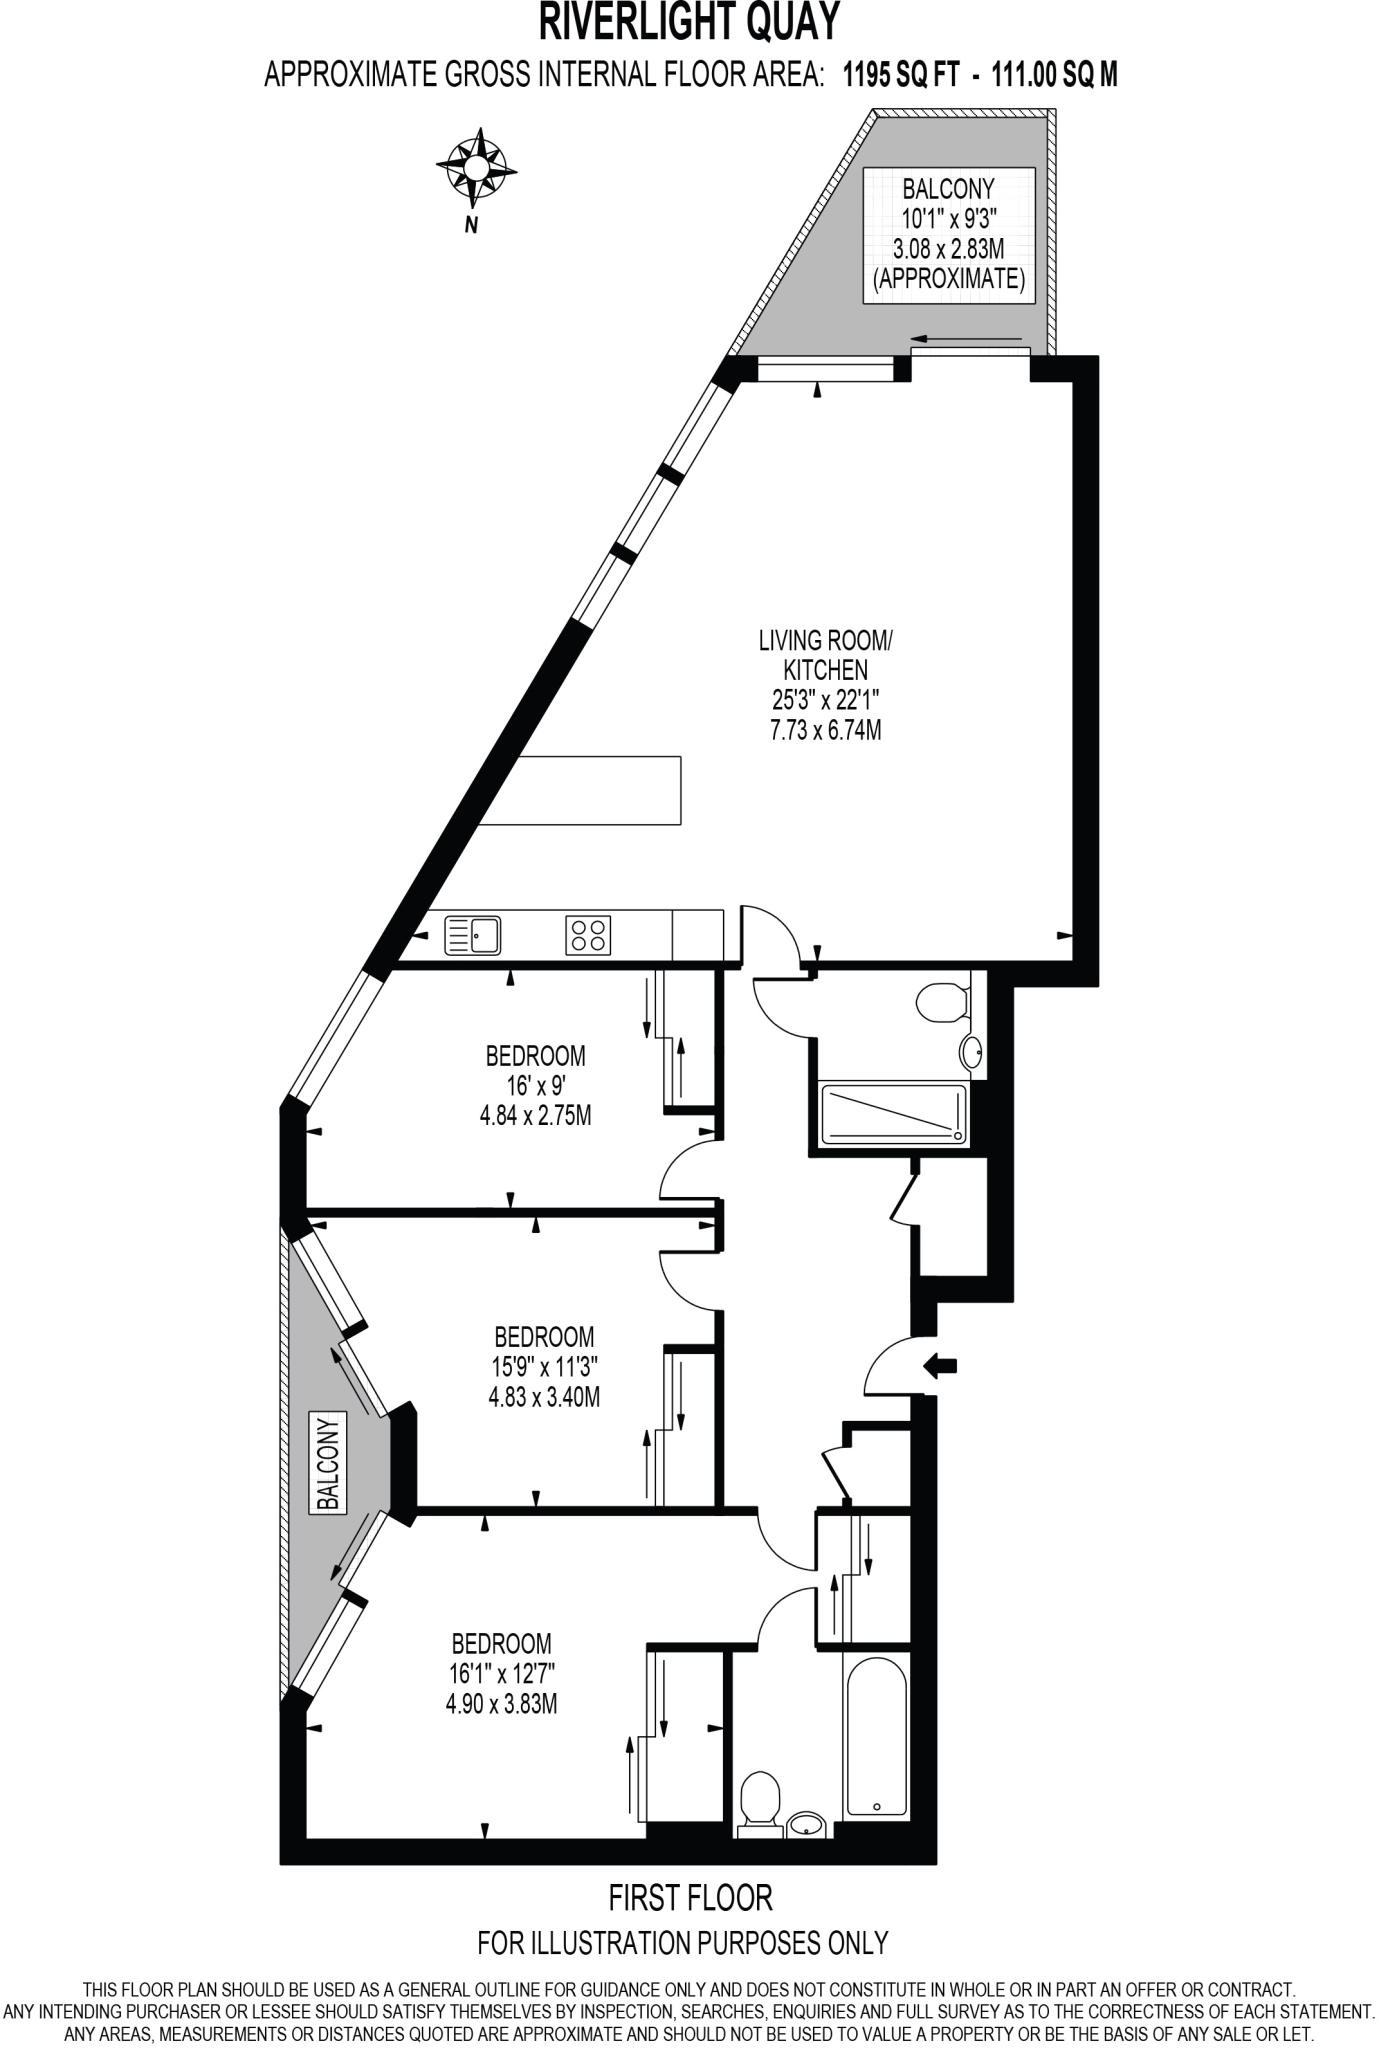 RIVERLIGHT QUAY
APPROXIMATE GROSS INTERNAL FLOOR AREA: 1195 SQ FT - 111.00 SQ M
N
BALCONY
10'1" x 9'3"
3.08 x 2.83M
(APPROXIMATE)
LIVING ROOM/
KITCHEN
25'3" x 22'1"
7.73 x 6.74M
BEDROOM
16' x 9'
4.84 x 2.75M
BEDROOM
15'9" x 11'3"
4.83 x 3.40M
BALCONY
BEDROOM
16'1" x 12'7"
4.90 x 3.83M
FIRST FLOOR
FOR ILLUSTRATION PURPOSES ONLY
THIS FLOOR PLAN SHOULD BE USED AS A GENERAL OUTLINE FOR GUIDANCE ONLY AND DOES NOT CONSTITUTE IN WHOLE OR IN PART AN OFFER OR CONTRACT.
ANY INTENDING PURCHASER OR LESSEE SHOULD SATISFY THEMSELVES BY INSPECTION, SEARCHES, ENQUIRIES AND FULL SURVEY AS TO THE CORRECTNESS OF EACH STATEMENT.
ANY AREAS, MEASUREMENTS OR DISTANCES QUOTED ARE APPROXIMATE AND SHOULD NOT BE USED TO VALUE A PROPERTY OR BE THE BASIS OF ANY SALE OR LET.